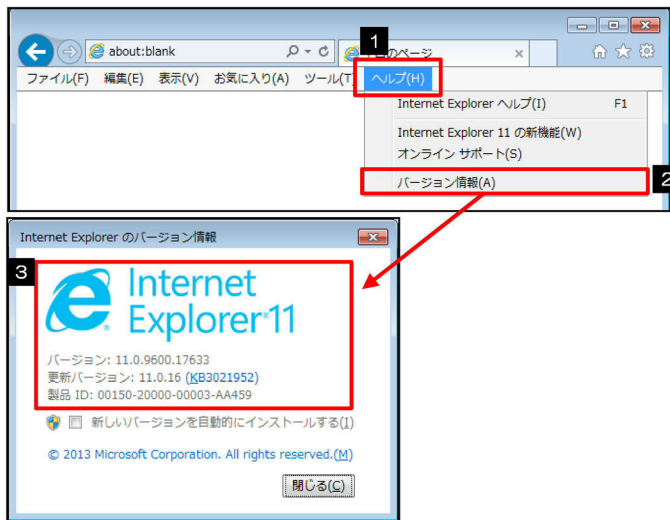 about:blank
1
のページ
ファイル(F) 編集(E) 表示(V) お気に入り(A) ツール(T) ヘルプ(H)
Internet Explorer ヘルプ(I) F1
Internet Explorer 11 の新機能(W)
オンライン サポート(S)
バージョン情報(A)
2
Internet Explorer のバージョン情報
3
Internet
Explorer®11
バージョン: 11.0.9600.17633
更新バージョン: 11.0.16 (KB3021952)
製品 ID: 00150-20000-00003-AA459
新しいバージョンを自動的にインストールする(I)
© 2013 Microsoft Corporation. All rights reserved.(M)
閉じる(C)